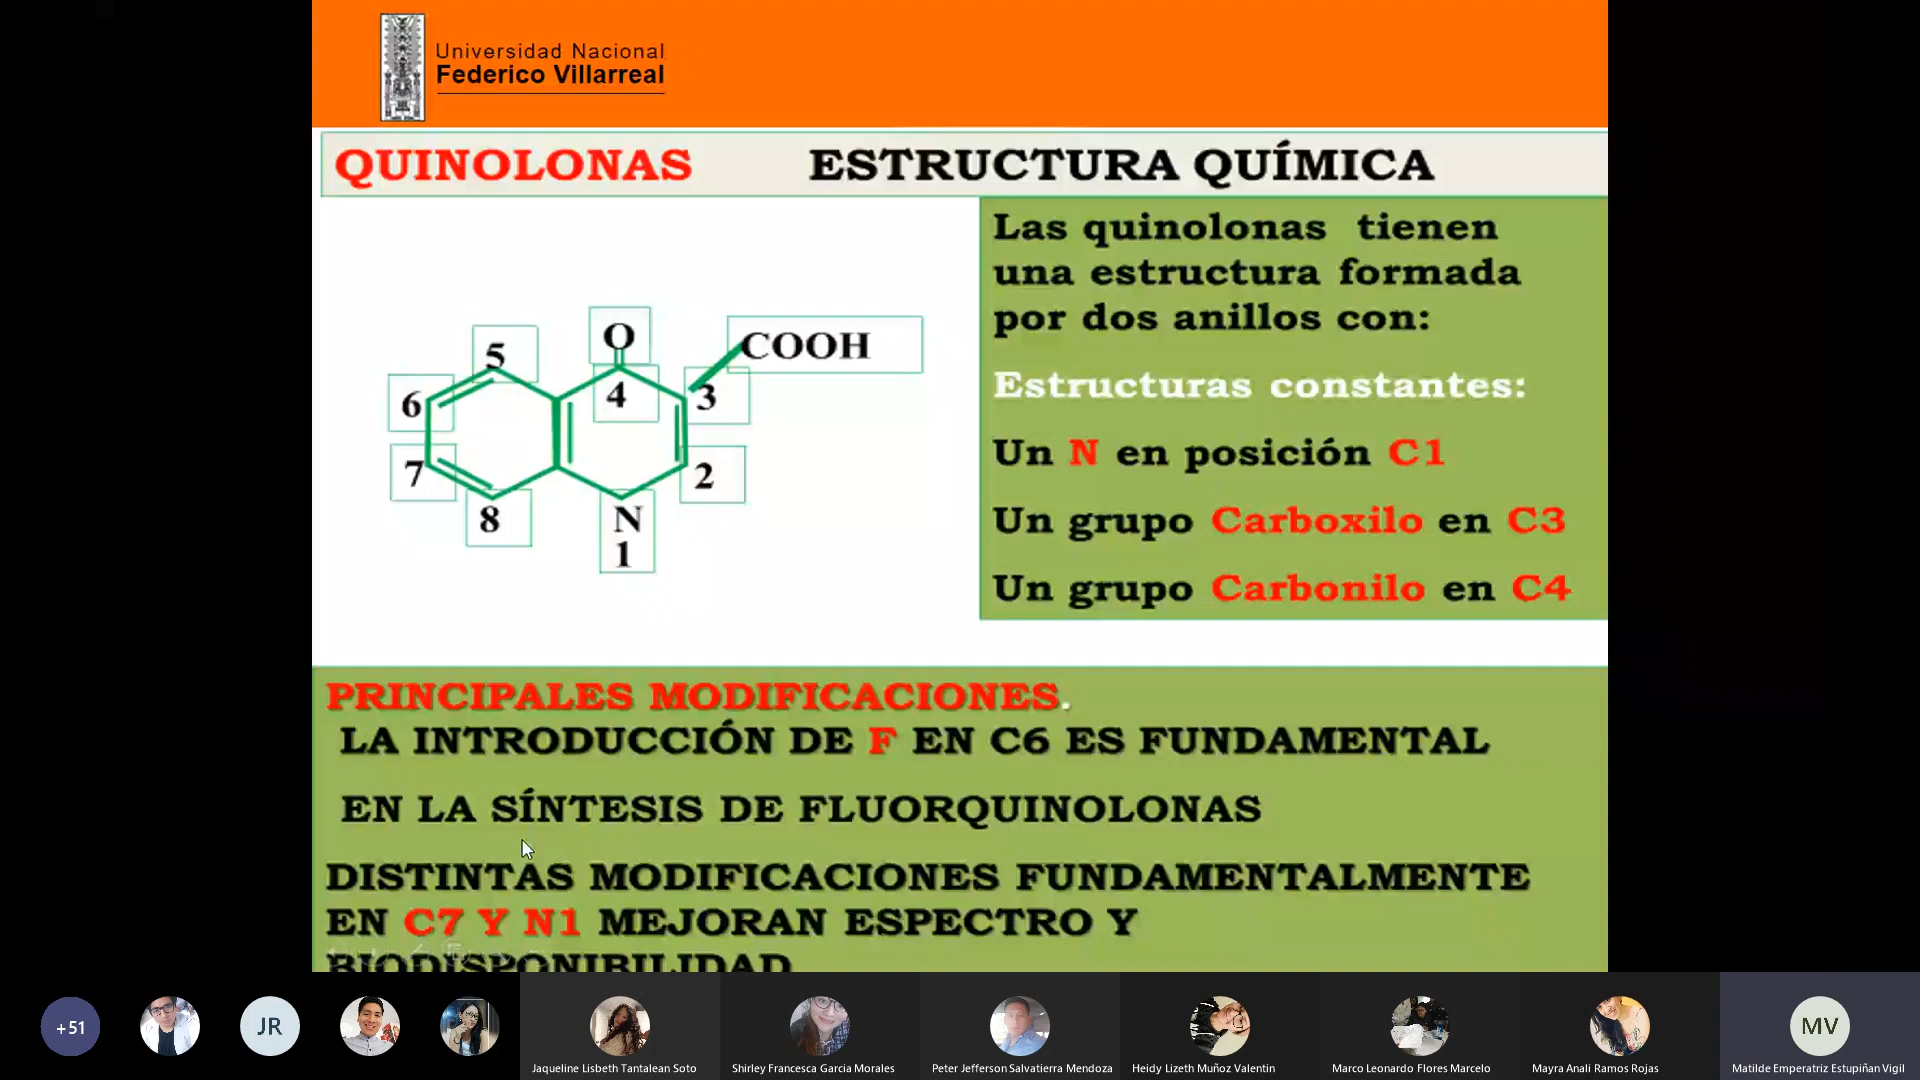 Universidad Nacional
Federico Villarreal
QUINOLONAS ESTRUCTURA QUÍMICA
Las quinolonas tienen
una estructura formada
por dos anillos con:
Estructuras constantes:
Un N en posición C1
Un grupo Carboxilo en C3
Un grupo Carbonilo en C4
O
COOH
5
4
3
6
7
2
8
N
1
PRINCIPALES MODIFICACIONES.
LA INTRODUCCIÓN DE F EN C6 ES FUNDAMENTAL
EN LA SÍNTESIS DE FLUORQUINOLONAS
DISTINTAS MODIFICACIONES FUNDAMENTALMENTE
EN C7 Y N1 MEJORAN ESPECTRO Y
BIODISPONIBILIDAD
+51
JR
MV
Jaqueline Lisbeth Tantalean Soto
Shirley Francesca Garcia Morales
Peter Jefferson Salvatierra Mendoza
Heidy Lizeth Muñoz Valentin
Marco Leonardo Flores Marcelo
Mayra Anali Ramos Rojas
Matilde Emperatriz Estupiñan Vigil